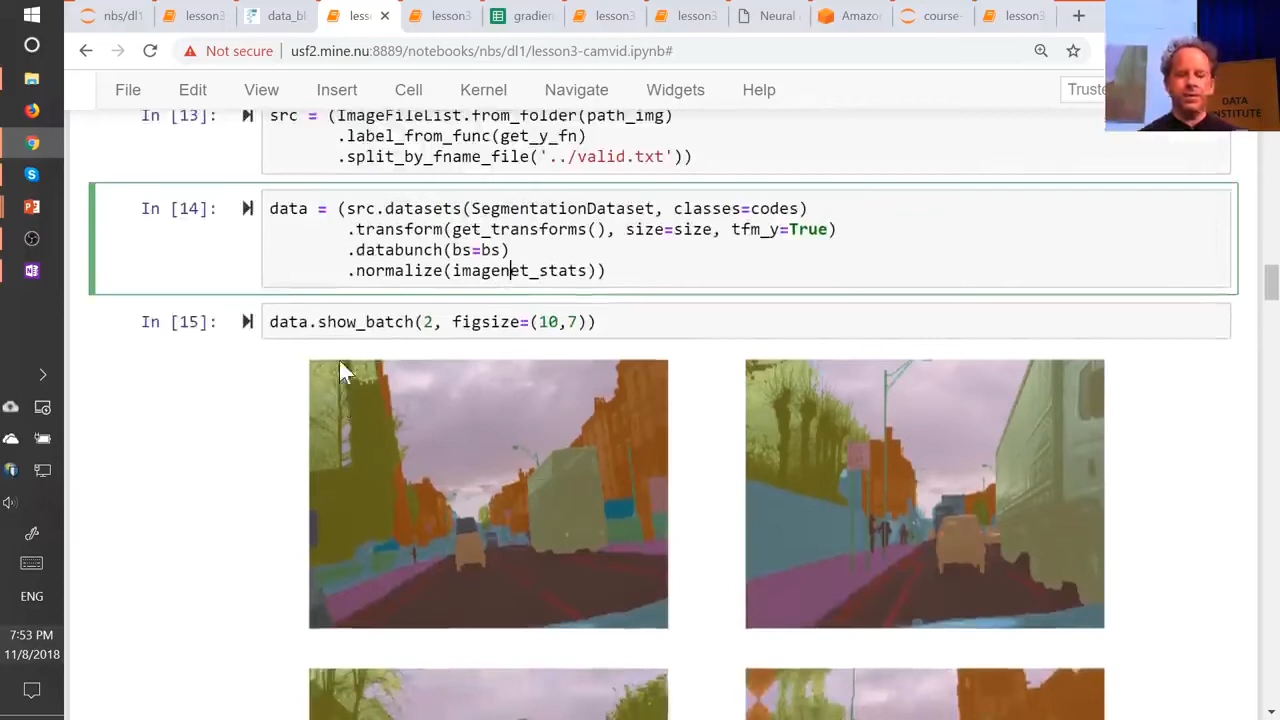 nbs/dl1
lesson3
data_bl
less
lesson3
gradien
lesson3
lesson3
Neural
Amazor
course-
lesson3
Not secure
usf2.mine.nu:8889/notebooks/nbs/dl1/lesson3-camvid.ipynb#
File Edit View Insert Cell Kernel Navigate Widgets Help
Truste
DATA
INSTITUTE
In [13]:
src = (ImageFileList.from_folder(path_img)
.label_from_func(get_y_fn)
.split_by_fname_file('../valid.txt'))
In [14]:
data = (src.datasets(SegmentationDataset, classes=codes)
.transform(get_transforms(), size=size, tfm_y=True)
.databunch(bs=bs)
.normalize(imagenet_stats))
In [15]:
data.show_batch(2, figsize=(10,7))
ENG
7:53 PM
11/8/2018